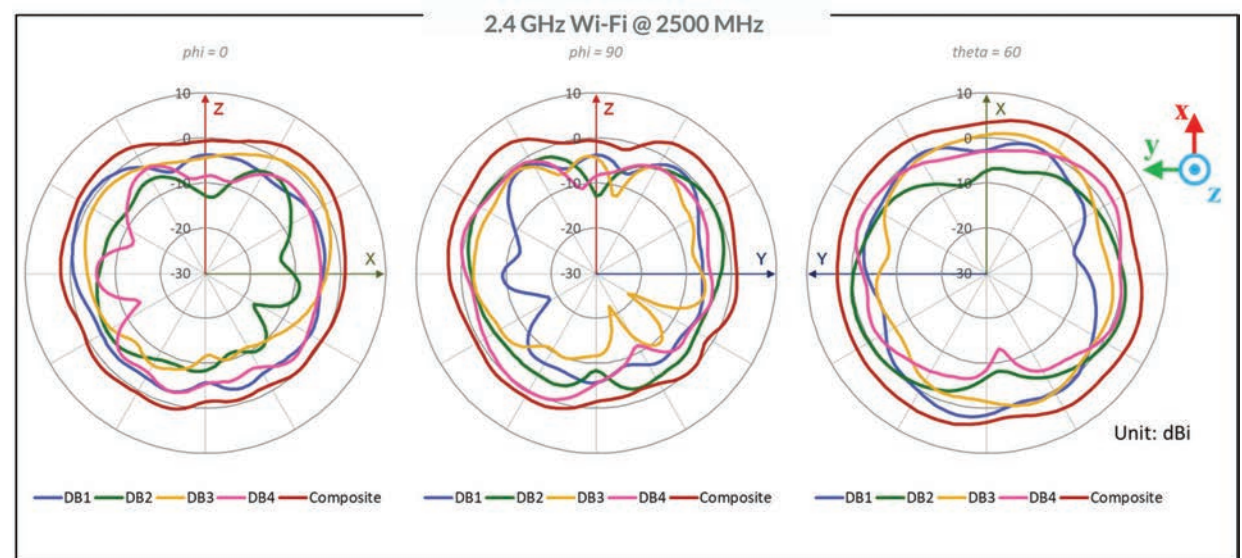 2.4 GHz Wi-Fi @ 2500 MHz
phi = 0
phi = 90
theta = 60
10
Z
0
-10
-20
X
-30
10
Z
0
-10
-20
Y
-30
10
X
0
-10
-20
Y
30
x
y
z
Unit: dBi
DB1 DB2 DB3 DB4 Composite
DB1 DB2 DB3 DB4 Composite
DB1 DB2 DB3 DB4 Composite